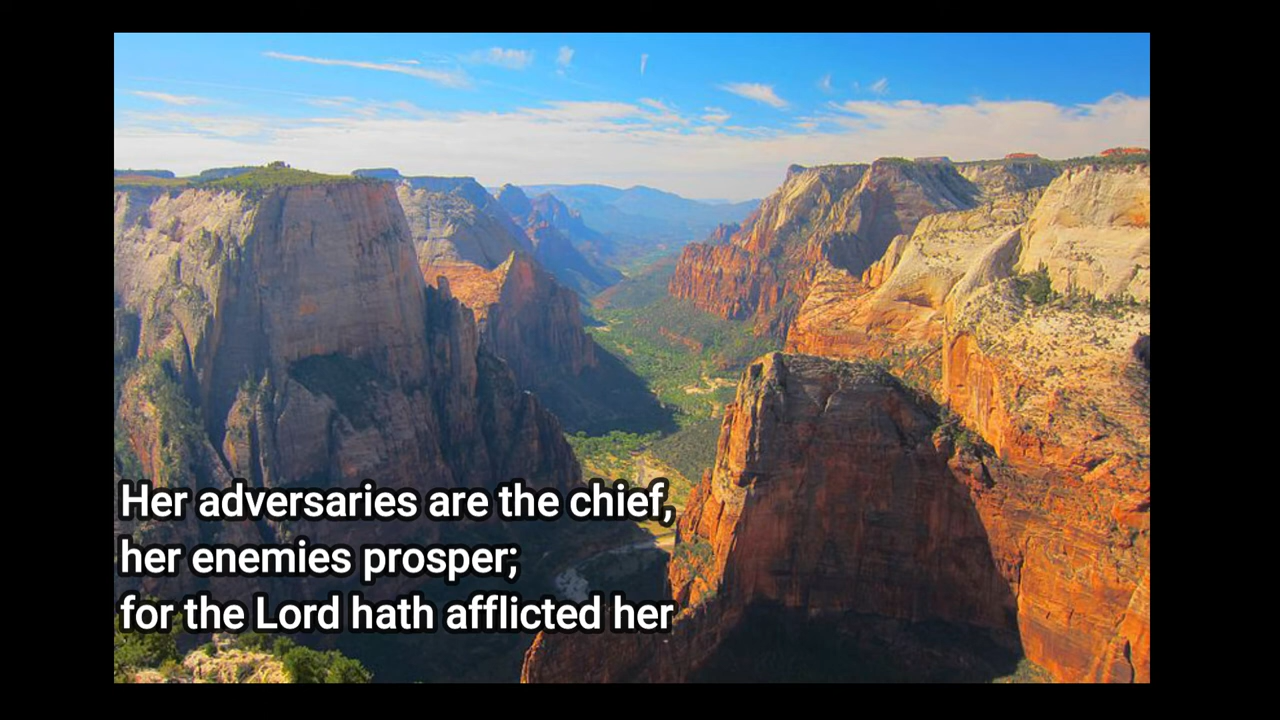 Her adversaries are the chief,
her enemies prosper;
for the Lord hath afflicted her